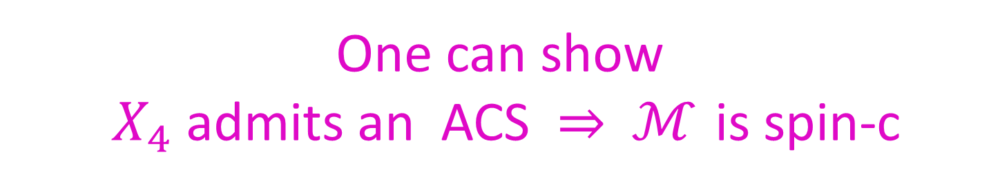 One can show
𝑋₄ admits an ACS ⇒ ℳ is spin-c